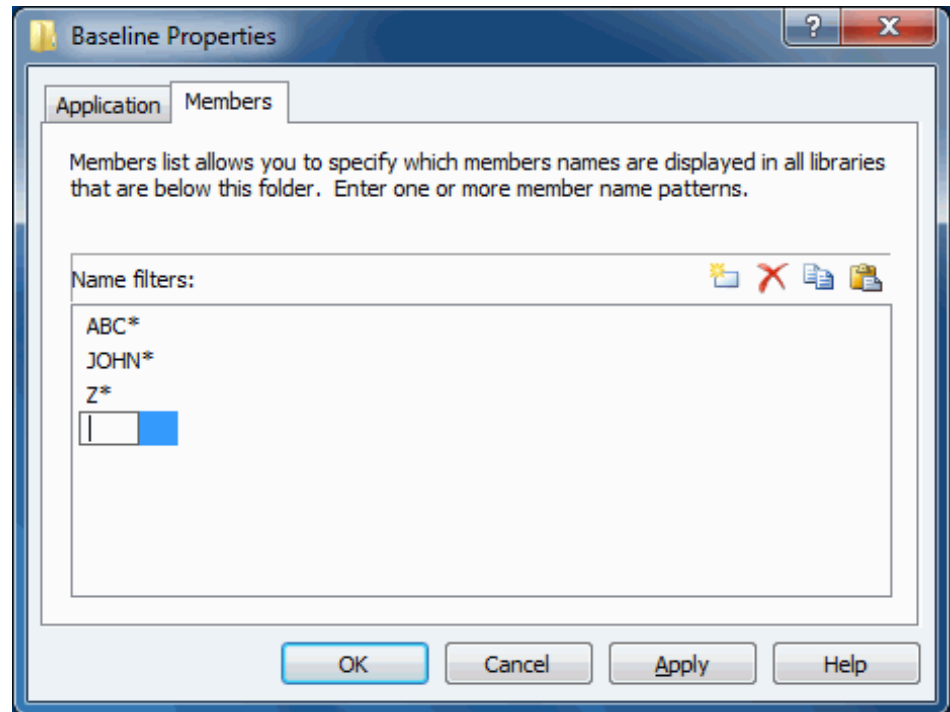 Baseline Properties
Application
Members
Members list allows you to specify which members names are displayed in all libraries
that are below this folder.  Enter one or more member name patterns.
Name filters:
ABC*
JOHN*
Z*
OK
Cancel
Apply
Help